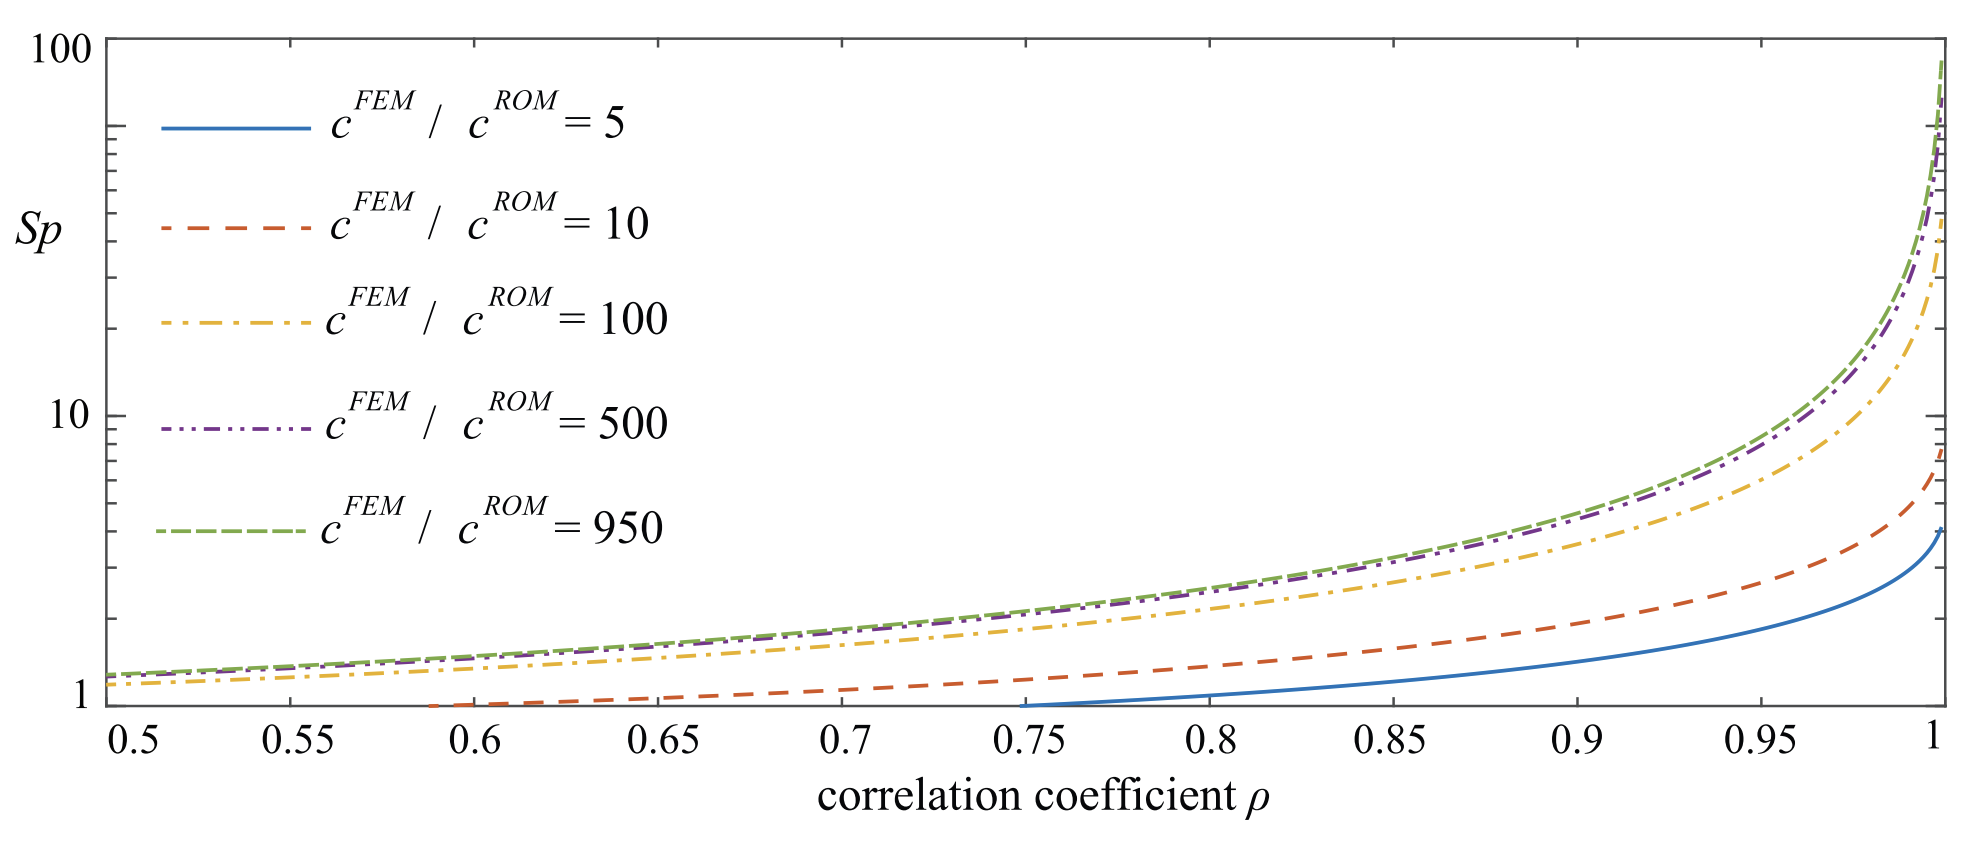 100
c^FEM / c^ROM = 5
c^FEM / c^ROM = 10
Sp
c^FEM / c^ROM = 100
10
c^FEM / c^ROM = 500
c^FEM / c^ROM = 950
1
0.5 0.55 0.6 0.65 0.7 0.75 0.8 0.85 0.9 0.95 1
correlation coefficient ρ